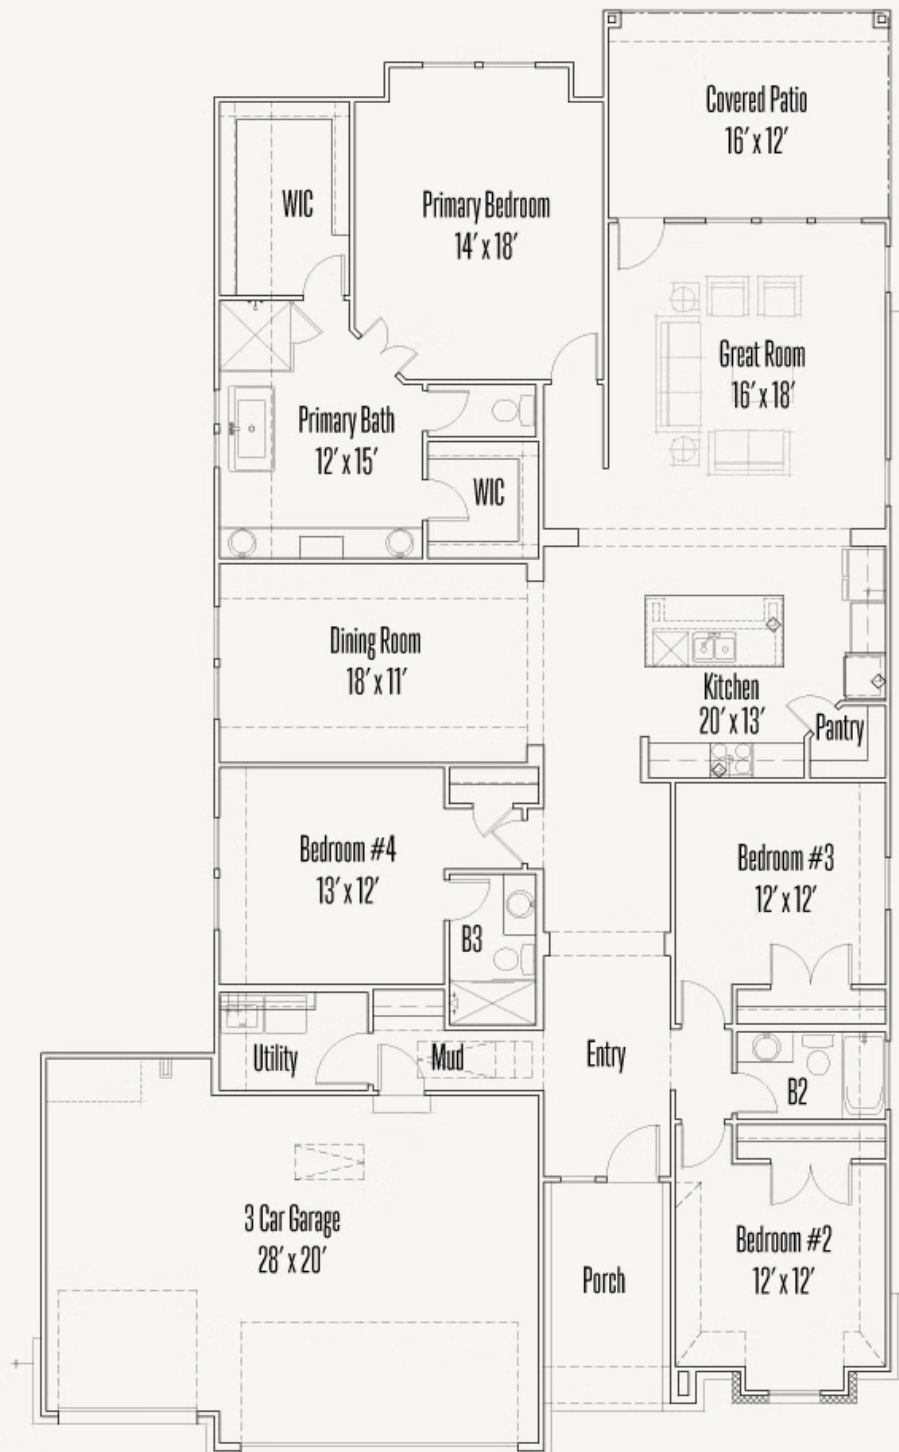 Covered Patio
16' x 12'
WIC
Primary Bedroom
14' x 18'
Great Room
16' x 18'
Primary Bath
12' x 15'
WIC
Dining Room
18' x 11'
Kitchen
20' x 13'
Pantry
Bedroom #4
13' x 12'
Bedroom #3
12' x 12'
B3
Utility
Mud
Entry
B2
3 Car Garage
28' x 20'
Porch
Bedroom #2
12' x 12'